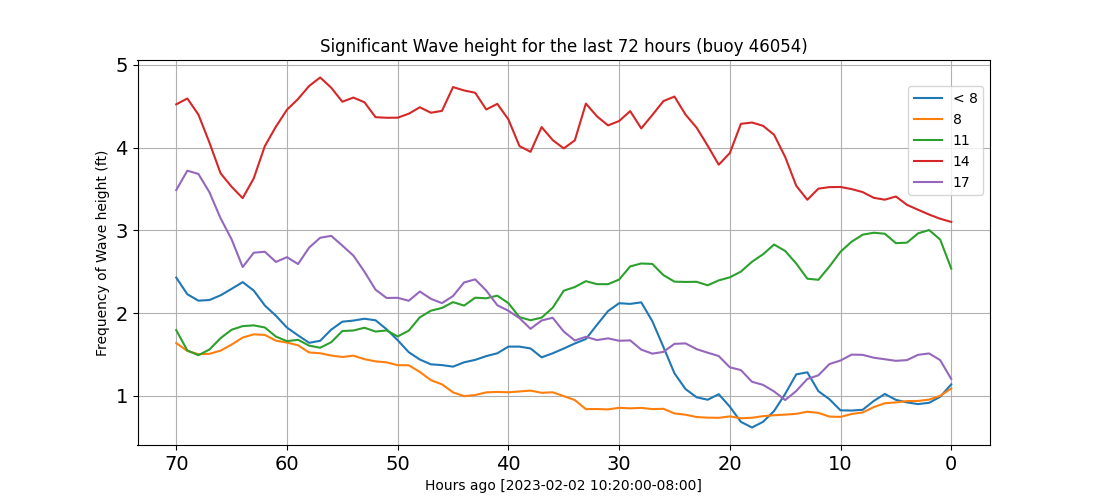 Significant Wave height for the last 72 hours (buoy 46054)
Frequency of Wave height (ft)
5
4
3
2
1
< 8
8
11
14
17
70 60 50 40 30 20 10 0
Hours ago [2023-02-02 10:20:00-08:00]